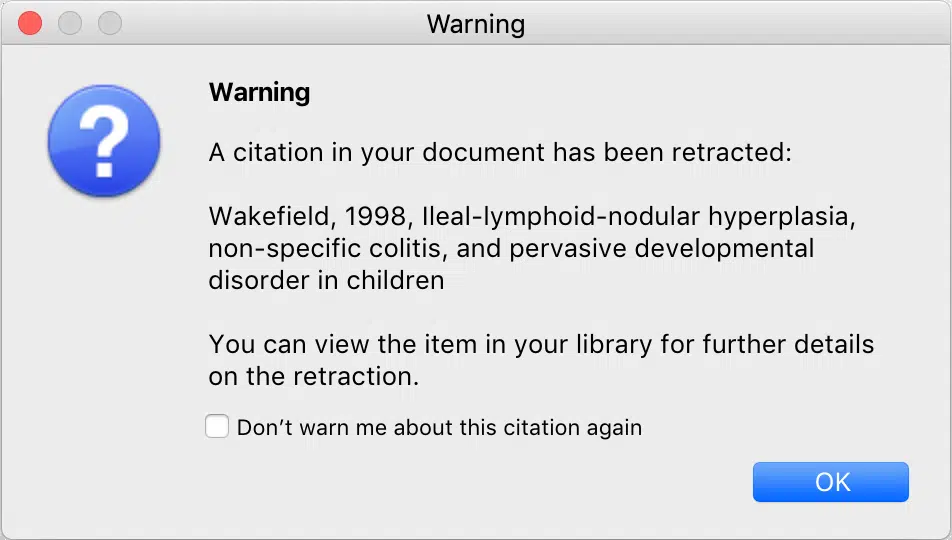 Warning
Warning
A citation in your document has been retracted:
Wakefield, 1998, Ileal-lymphoid-nodular hyperplasia,
non-specific colitis, and pervasive developmental
disorder in children
You can view the item in your library for further details
on the retraction.
Don’t warn me about this citation again
OK